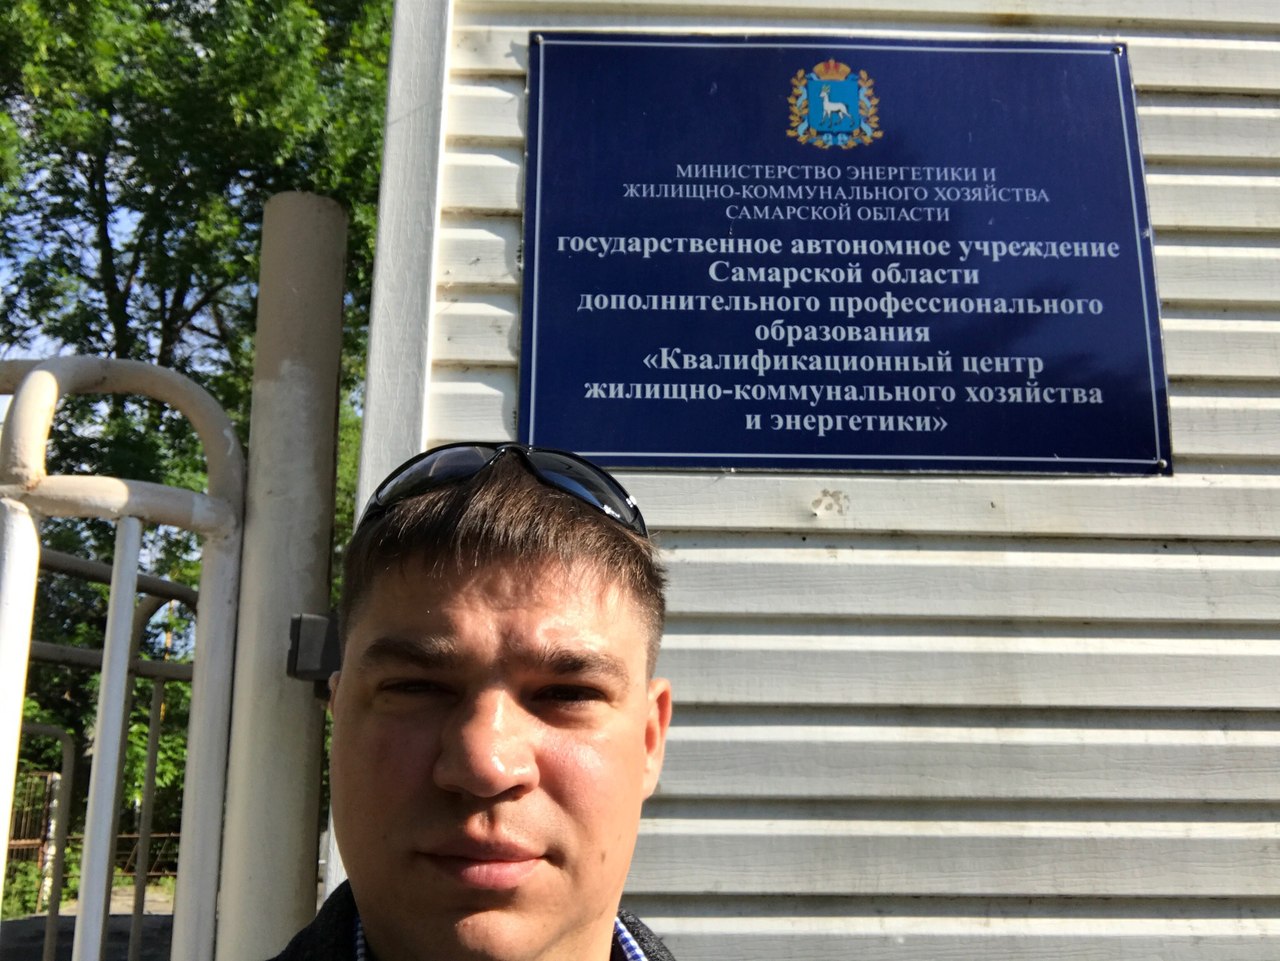 МИНИСТЕРСТВО ЭНЕРГЕТИКИ И
ЖИЛИЩНО-КОММУНАЛЬНОГО ХОЗЯЙСТВА
САМАРСКОЙ ОБЛАСТИ
государственное автономное учреждение
Самарской области
дополнительного профессионального
образования
«Квалификационный центр
жилищно-коммунального хозяйства
и энергетики»